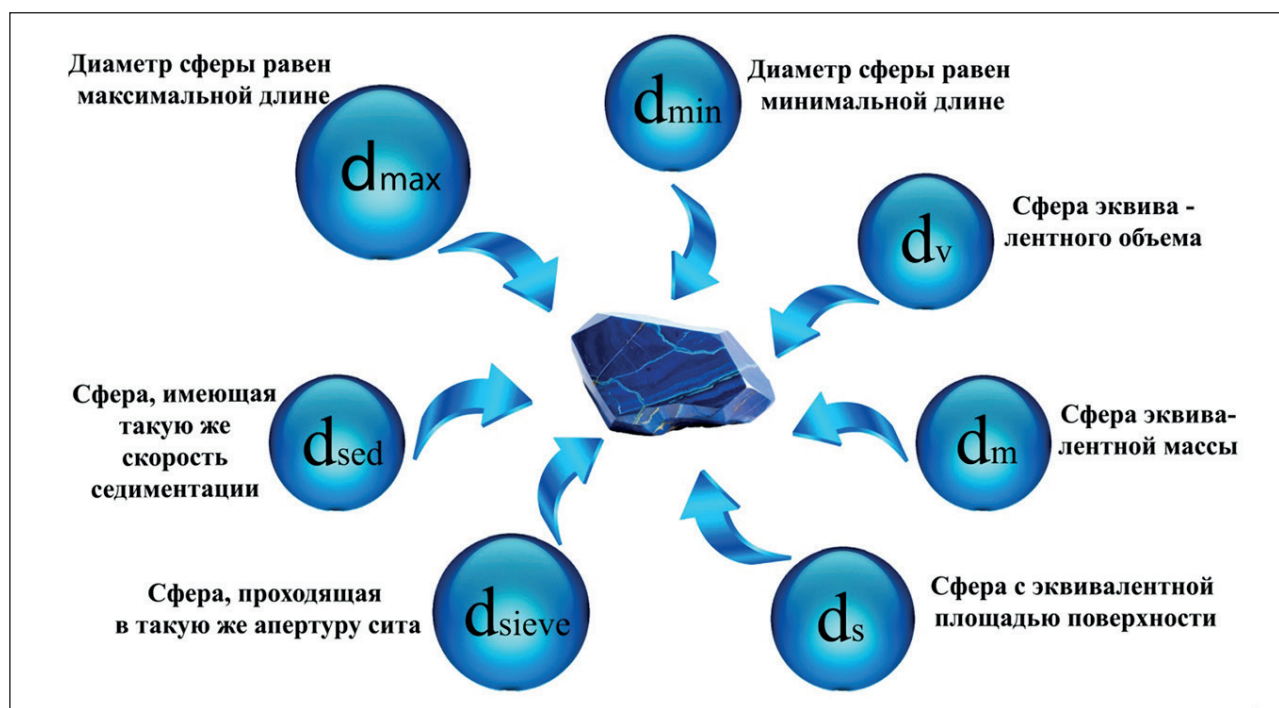 Диаметр сферы равен
максимальной длине
dmax
Диаметр сферы равен
минимальной длине
dmin
Сфера эквива -
лентного объема
dv
Сфера, имеющая
такую же
скорость
седиментации
dsed
Сфера эквива-
лентной массы
dm
Сфера, проходящая
в такую же апертуру сита
dsieve
Сфера с эквивалентной
площадью поверхности
ds